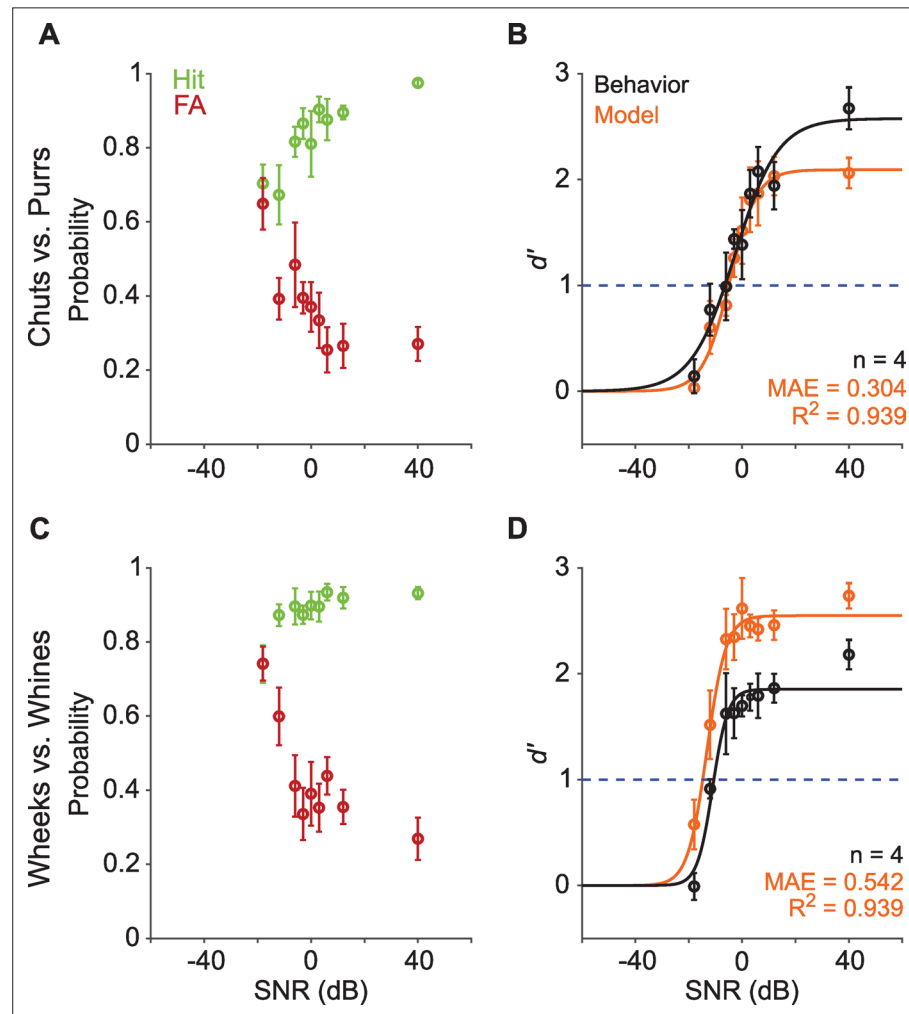 A
B
Hit
FA
Behavior
Model
Chuts vs. Purrs
Probability
1
0.8
0.6
0.4
0.2
0
-40
0
40
d'
3
2
1
0
-40
0
40
n = 4
MAE = 0.304
R² = 0.939
C
D
Wheeks vs. Whines
Probability
1
0.8
0.6
0.4
0.2
0
-40
0
40
SNR (dB)
d'
3
2
1
0
-40
0
40
SNR (dB)
n = 4
MAE = 0.542
R² = 0.939